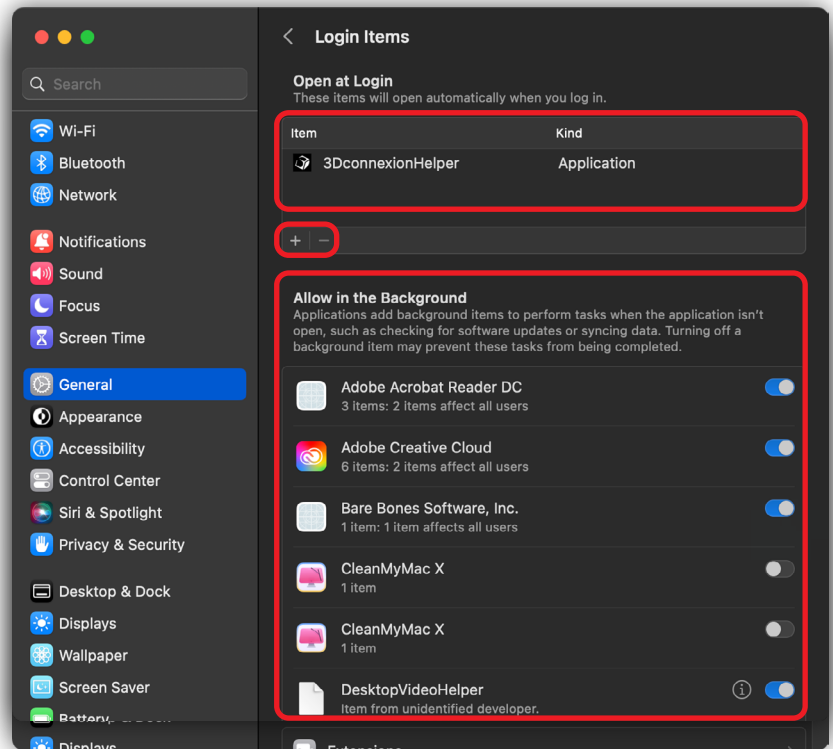 Login Items
Search
Open at Login
These items will open automatically when you log in.
Item Kind
3DconnexionHelper Application
+ −
Wi-Fi
Bluetooth
Network
Notifications
Sound
Focus
Screen Time
General
Appearance
Accessibility
Control Center
Siri & Spotlight
Privacy & Security
Desktop & Dock
Displays
Wallpaper
Screen Saver
Battery
Displays
Allow in the Background
Applications add background items to perform tasks when the application isn't
open, such as checking for software updates or syncing data. Turning off a
background item may prevent these tasks from being completed.
Adobe Acrobat Reader DC
3 items: 2 items affect all users
Adobe Creative Cloud
6 items: 2 items affect all users
Bare Bones Software, Inc.
1 item: 1 item affects all users
CleanMyMac X
1 item
CleanMyMac X
1 item
DesktopVideoHelper
Item from unidentified developer.
Extensions